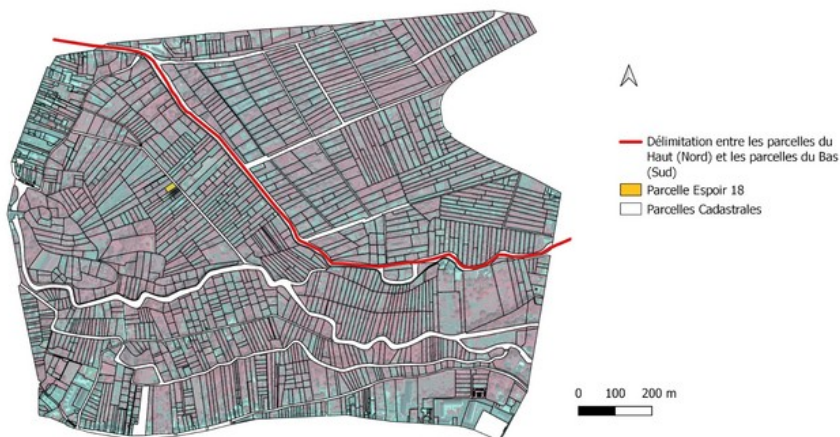 Délimitation entre les parcelles du
Haut (Nord) et les parcelles du Bas
(Sud)
Parcelle Espoir 18
Parcelles Cadastrales
0 100 200 m